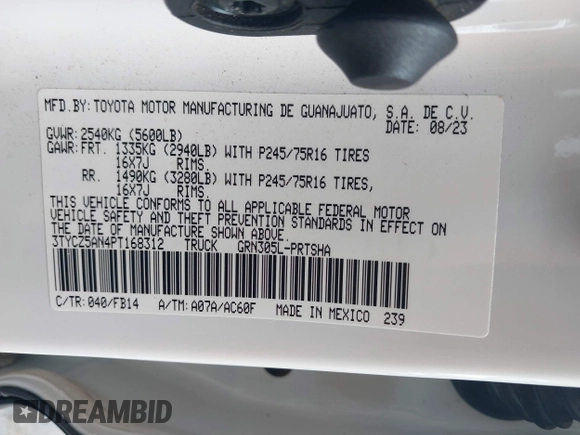 MFD.BY: TOYOTA MOTOR MANUFACTURING DE GUANAJUATO, S.A. DE C.V.
DATE: 08/23
GVWR: 2540KG (5600LB)
GAWR: FRT. 1335KG (2940LB) WITH P245/75R16 TIRES
16X7J RIMS.
RR. 1490KG (3280LB) WITH P245/75R16 TIRES,
16X7J RIMS.
THIS VEHICLE CONFORMS TO ALL APPLICABLE FEDERAL MOTOR
VEHICLE SAFETY AND THEFT PREVENTION STANDARDS IN EFFECT ON
THE DATE OF MANUFACTURE SHOWN ABOVE.
3TYCZ5AN4PT168312 TRUCK GRN305L-PRTSHA
C/TR: 040/FB14 A/TM: A07A/AC60F MADE IN MEXICO 239
DREAMBID